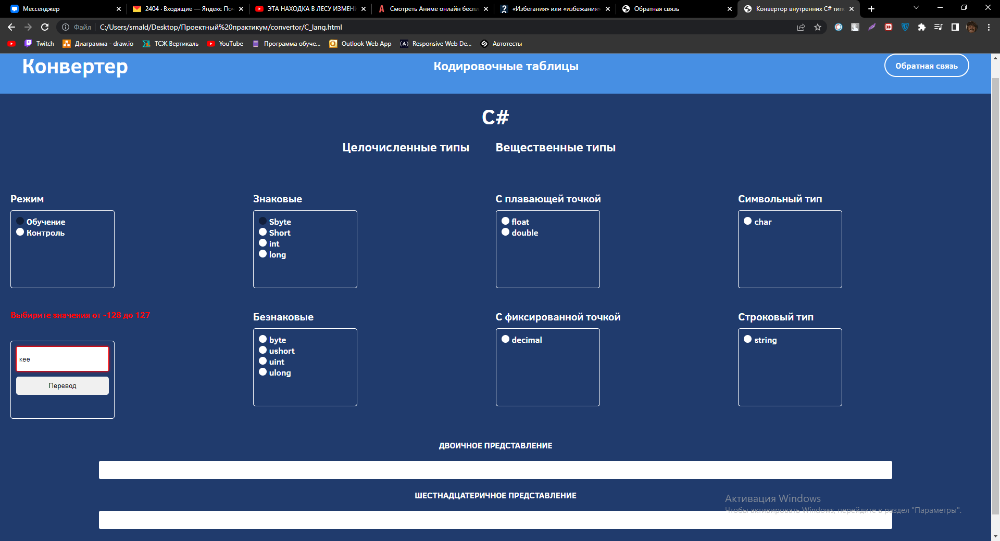 Мессенджер
2404 · Входящие — Яндекс По
ЭТА НАХОДКА В ЛЕСУ ИЗМЕН
Смотреть Аниме онлайн бесп
«Избегания» или «избежания»
Обратная связь
Конвертор внутренних C# тип
Файл
C:/Users/smald/Desktop/Проектный%20практикум/convertor/C_lang.html
Twitch
Диаграмма - draw.io
ТСЖ Вертикаль
YouTube
Программа обуче...
Outlook Web App
Responsive Web De...
Автотесты
Конвертер
Кодировочные таблицы
Обратная связь
C#
Целочисленные типы
Вещественные типы
Режим
Обучение
Контроль
Знаковые
Sbyte
Short
int
long
С плавающей точкой
float
double
Символьный тип
char
Выбирите значения от -128 до 127
кее
Перевод
Безнаковые
byte
ushort
uint
ulong
С фиксированной точкой
decimal
Строковый тип
string
ДВОИЧНОЕ ПРЕДСТАВЛЕНИЕ
ШЕСТНАДЦАТЕРИЧНОЕ ПРЕДСТАВЛЕНИЕ
Активация Windows
Чтобы активировать Windows, перейдите в раздел "Параметры".